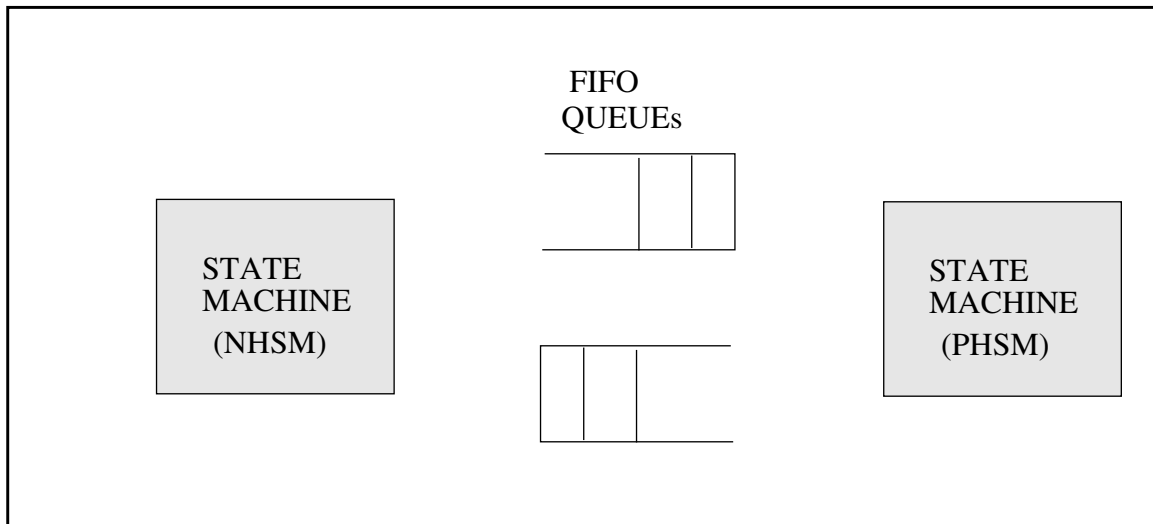 FIFO
QUEUEs
STATE
MACHINE
(NHSM)
STATE
MACHINE
(PHSM)